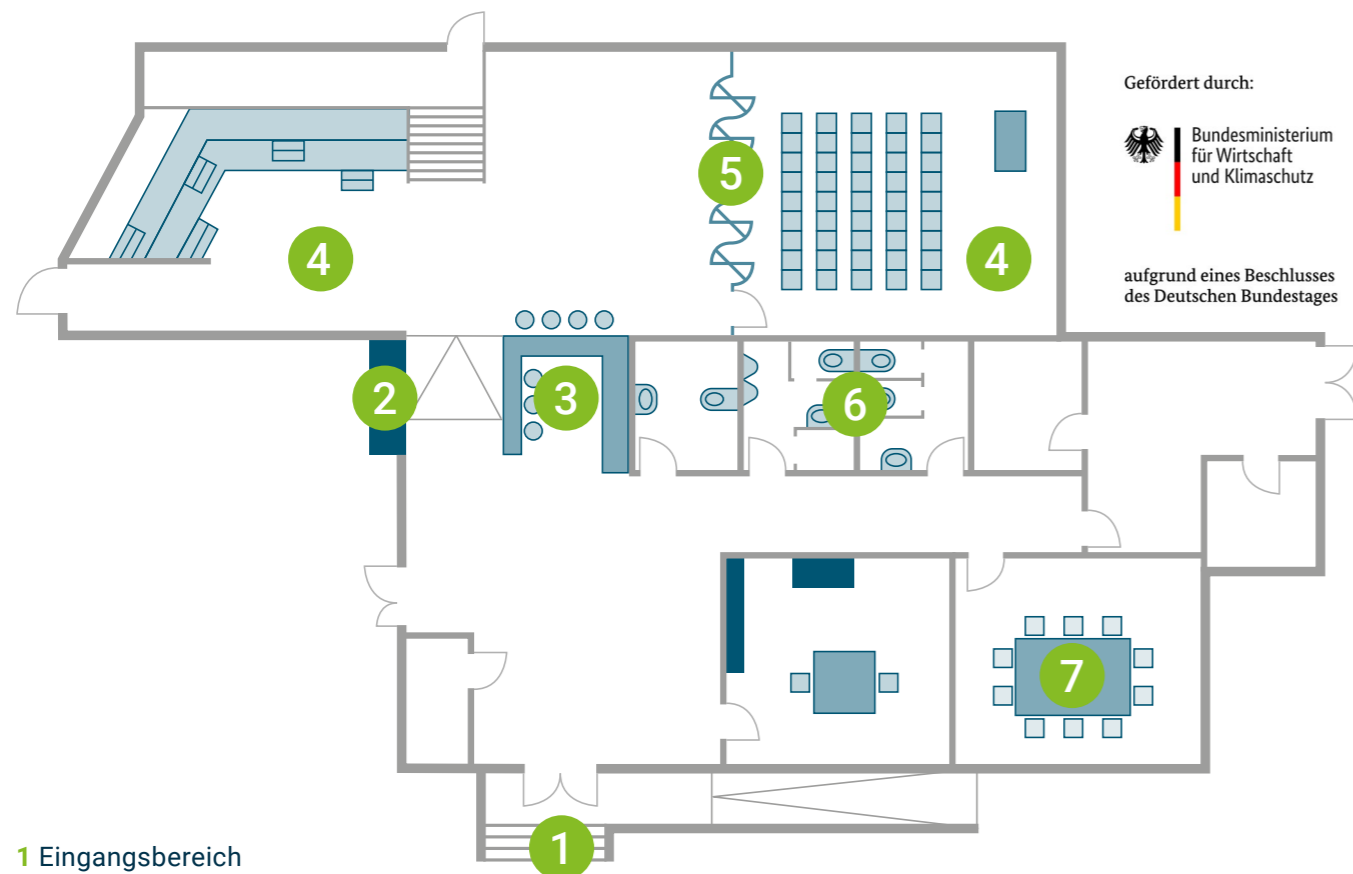 Gefördert durch:
Bundesministerium
für Wirtschaft
und Klimaschutz
aufgrund eines Beschlusses
des Deutschen Bundestages
5
4
4
2
3
6
7
1
1 Eingangsbereich